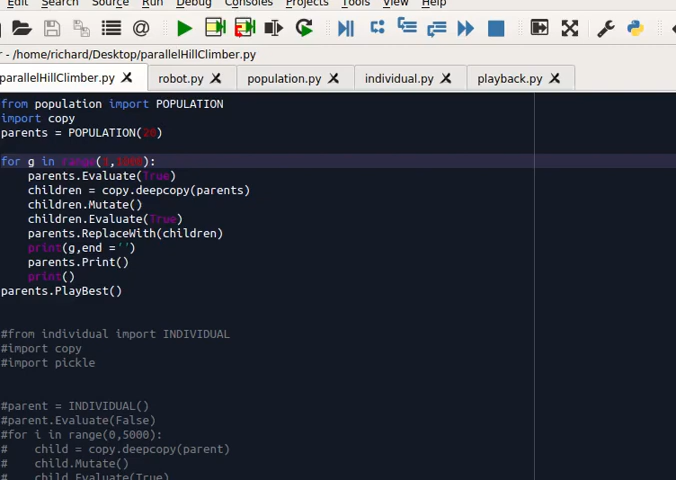 Edit Search Source Run Debug Consoles Projects Tools View Help
/home/richard/Desktop/parallelHillClimber.py
parallelHillClimber.py robot.py population.py individual.py playback.py
from population import POPULATION
import copy
parents = POPULATION(20)
for g in range(1,1000):
parents.Evaluate(True)
children = copy.deepcopy(parents)
children.Mutate()
children.Evaluate(True)
parents.ReplaceWith(children)
print(g,end ='')
parents.Print()
print()
parents.PlayBest()
#from individual import INDIVIDUAL
#import copy
#import pickle
#parent = INDIVIDUAL()
#parent.Evaluate(False)
#for i in range(0,5000):
# child = copy.deepcopy(parent)
# child.Mutate()
# child.Evaluate(True)